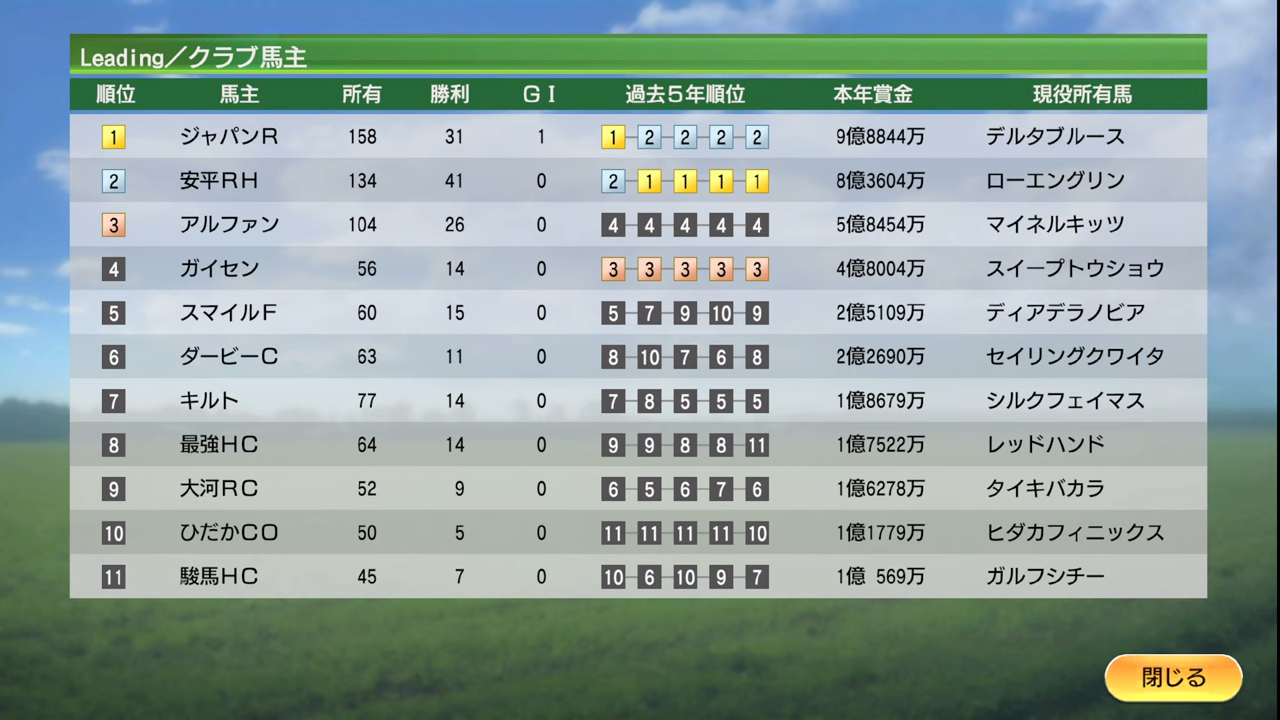 Leading／クラブ馬主
順位 馬主 所有 勝利 GⅠ 過去5年順位 本年賞金 現役所有馬
1 ジャパンR 158 31 1 1-2-2-2-2 9億8844万 デルタブルース
2 安平RH 134 41 0 2-1-1-1-1 8億3604万 ローエングリン
3 アルファン 104 26 0 4-4-4-4-4 5億8454万 マイネルキッツ
4 ガイセン 56 14 0 3-3-3-3-3 4億8004万 スイープトウショウ
5 スマイルF 60 15 0 5-7-9-10-9 2億5109万 ディアデラノビア
6 ダービーC 63 11 0 8-10-7-6-8 2億2690万 セイリングクワイタ
7 キルト 77 14 0 7-8-5-5-5 1億8679万 シルクフェイマス
8 最強HC 64 14 0 9-9-8-8-11 1億7522万 レッドハンド
9 大河RC 52 9 0 6-5-6-7-6 1億6278万 タイキバカラ
10 ひだかCO 50 5 0 11-11-11-11-10 1億1779万 ヒダカフィニックス
11 駿馬HC 45 7 0 10-6-10-9-7 1億 569万 ガルフシチー
閉じる